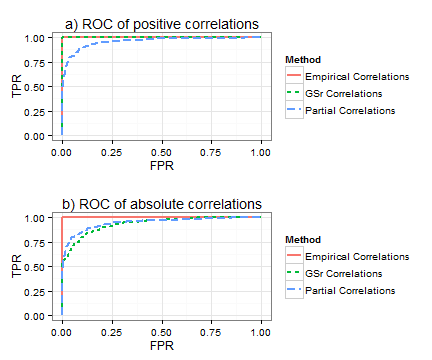 a) ROC of positive correlations
1.00
0.75
0.50
0.25
0.00
TPR
0.00 0.25 0.50 0.75 1.00
FPR
Method
Empirical Correlations
GSr Correlations
Partial Correlations
b) ROC of absolute correlations
1.00
0.75
0.50
0.25
0.00
TPR
0.00 0.25 0.50 0.75 1.00
FPR
Method
Empirical Correlations
GSr Correlations
Partial Correlations